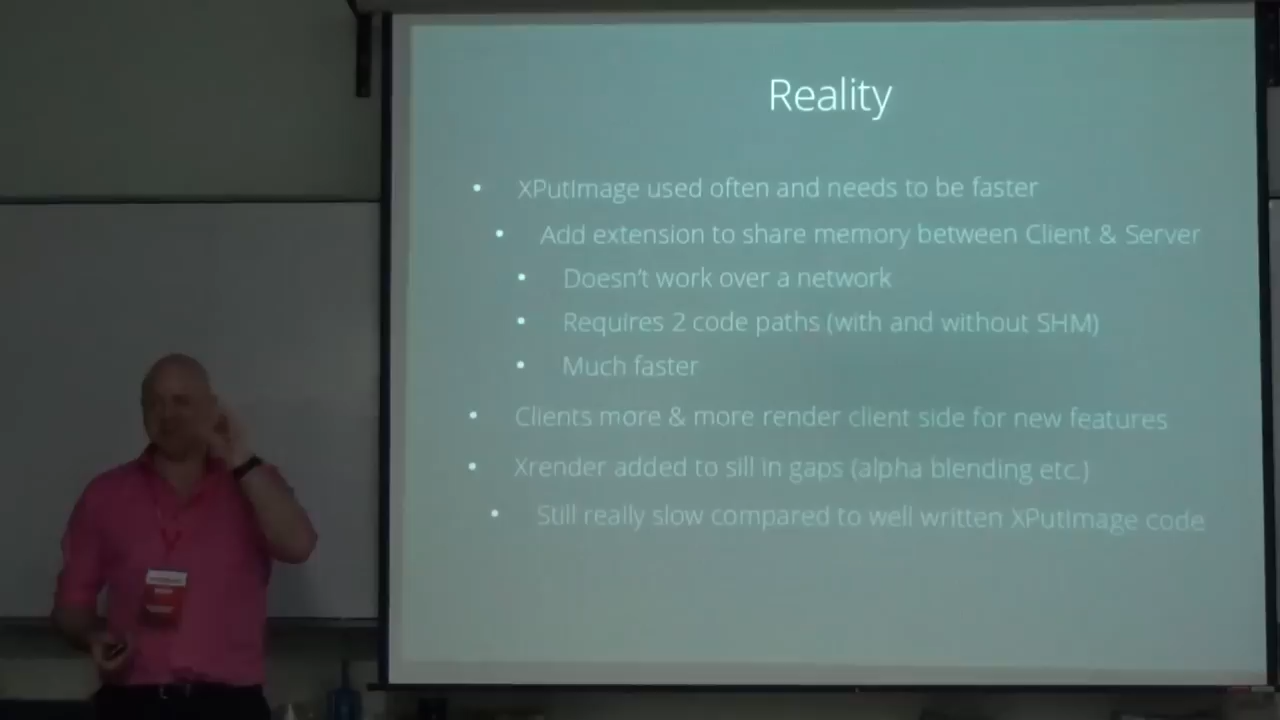 Reality
• XPutImage used often and needs to be faster
• Add extension to share memory between Client & Server
• Doesn't work over a network
• Requires 2 code paths (with and without SHM)
• Much faster
• Clients more & more render client side for new features
• Xrender added to sill in gaps (alpha blending etc.)
• Still really slow compared to well written XPutImage code